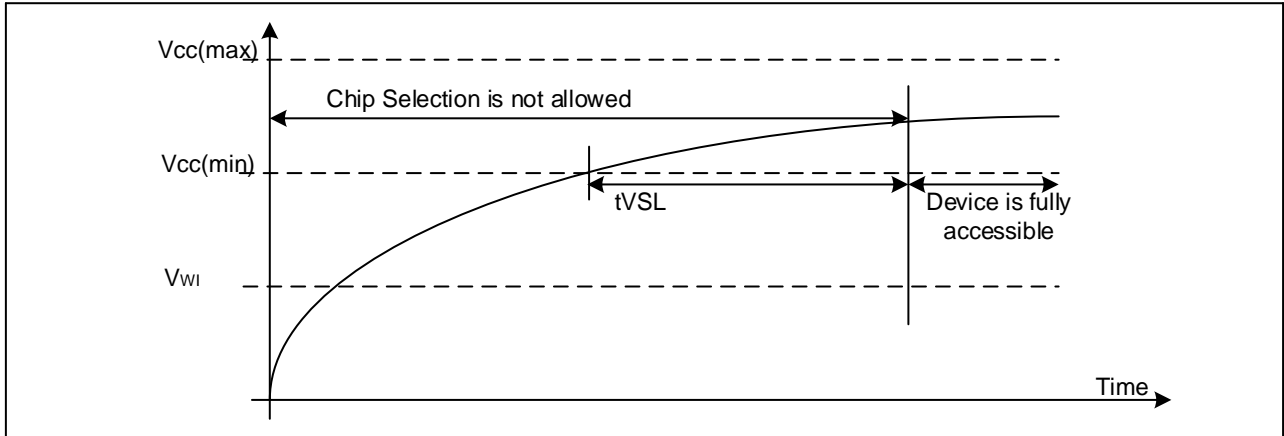 Vcc(max)
Chip Selection is not allowed
Vcc(min)
tVSL
Device is fully
accessible
VWI
Time